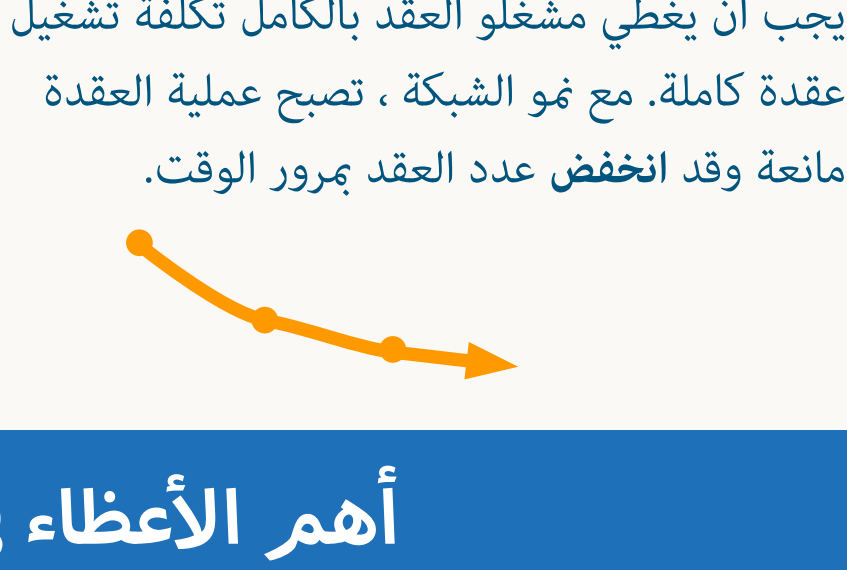 يجب أن يغطي مشغلو العقد بالكامل تكلفة تشغيل
عقدة كاملة. مع نمو الشبكة ، تصبح عملية العقدة
مانعة وقد انخفض عدد العقد بمرور الوقت.
أهم الأعظاء